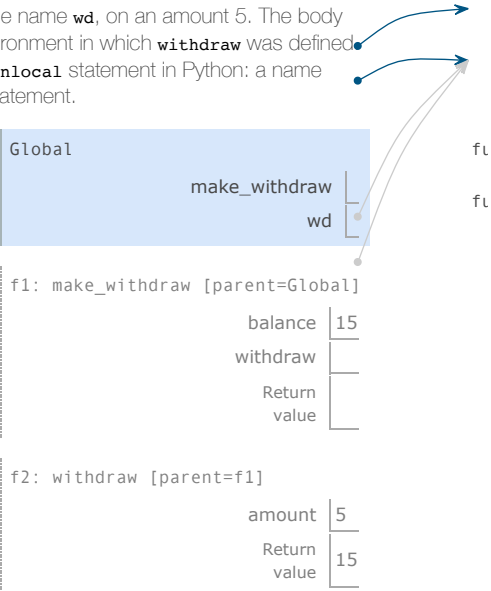 e name wd, on an amount 5. The body
ronment in which withdraw was defined
nlocal statement in Python: a name
atement.
Global
make_withdraw
wd
fu
fu
f1: make_withdraw [parent=Global]
balance 15
withdraw
Return
value
f2: withdraw [parent=f1]
amount 5
Return
value 15